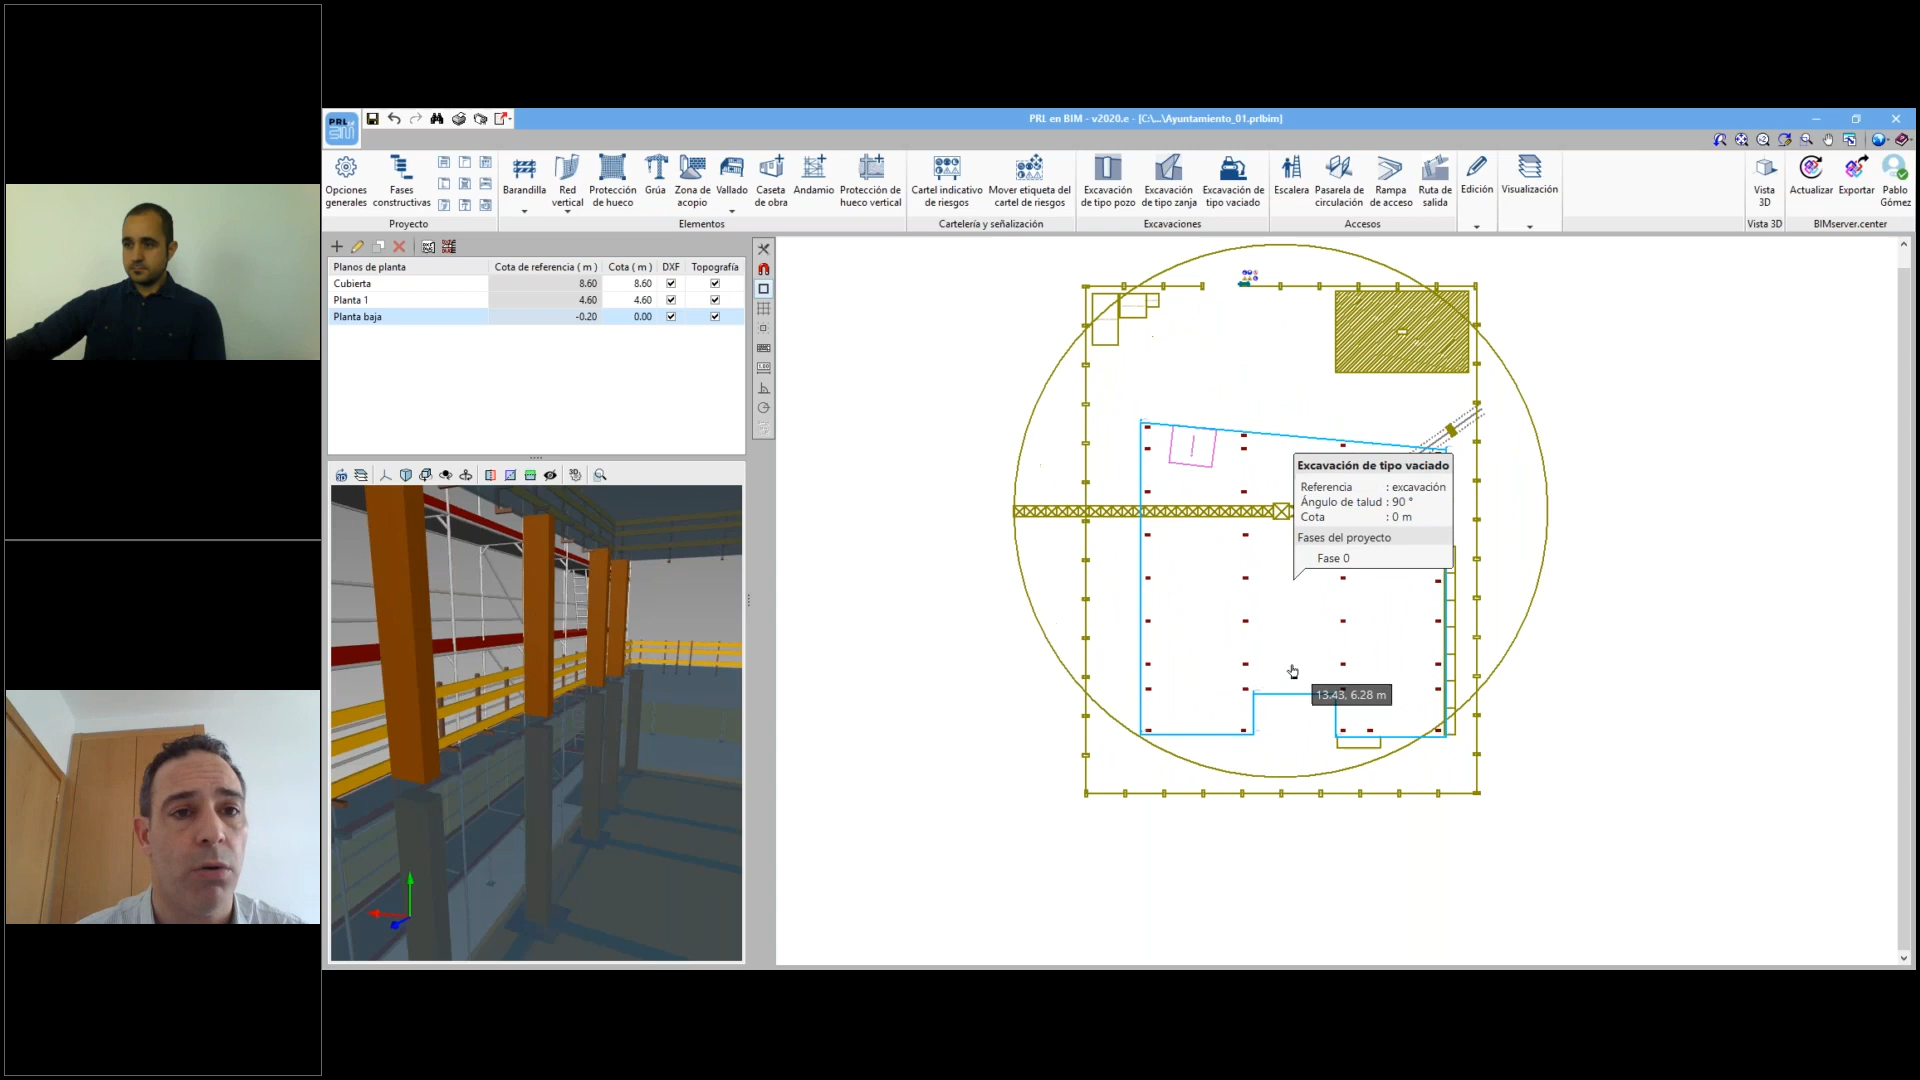 PRL en BIM - v2020.e - [C:\...\Ayuntamiento_01.prlbim]
PRL
Opciones generales
Fases constructivas
Proyecto
Barandilla
Red vertical
Protección de hueco
Grúa
Zona de acopio
Vallado
Caseta de obra
Andamio
Protección de hueco vertical
Elementos
Cartel indicativo de riesgos
Mover etiqueta del cartel de riesgos
Cartelería y señalización
Excavación de tipo pozo
Excavación de tipo zanja
Excavación de tipo vaciado
Excavaciones
Escalera
Pasarela de circulación
Rampa de acceso
Ruta de salida
Accesos
Edición
Visualización
Vista 3D
Vista 3D
Actualizar
Exportar
Pablo Gómez
BIMserver.center
Planos de planta Cota de referencia ( m ) Cota ( m ) DXF Topografía
Cubierta 8.60 8.60
Planta 1 4.60 4.60
Planta baja -0.20 0.00
Excavación de tipo vaciado
Referencia : excavación
Ángulo de talud : 90 °
Cota : 0 m
Fases del proyecto
Fase 0
13.43, 6.28 m